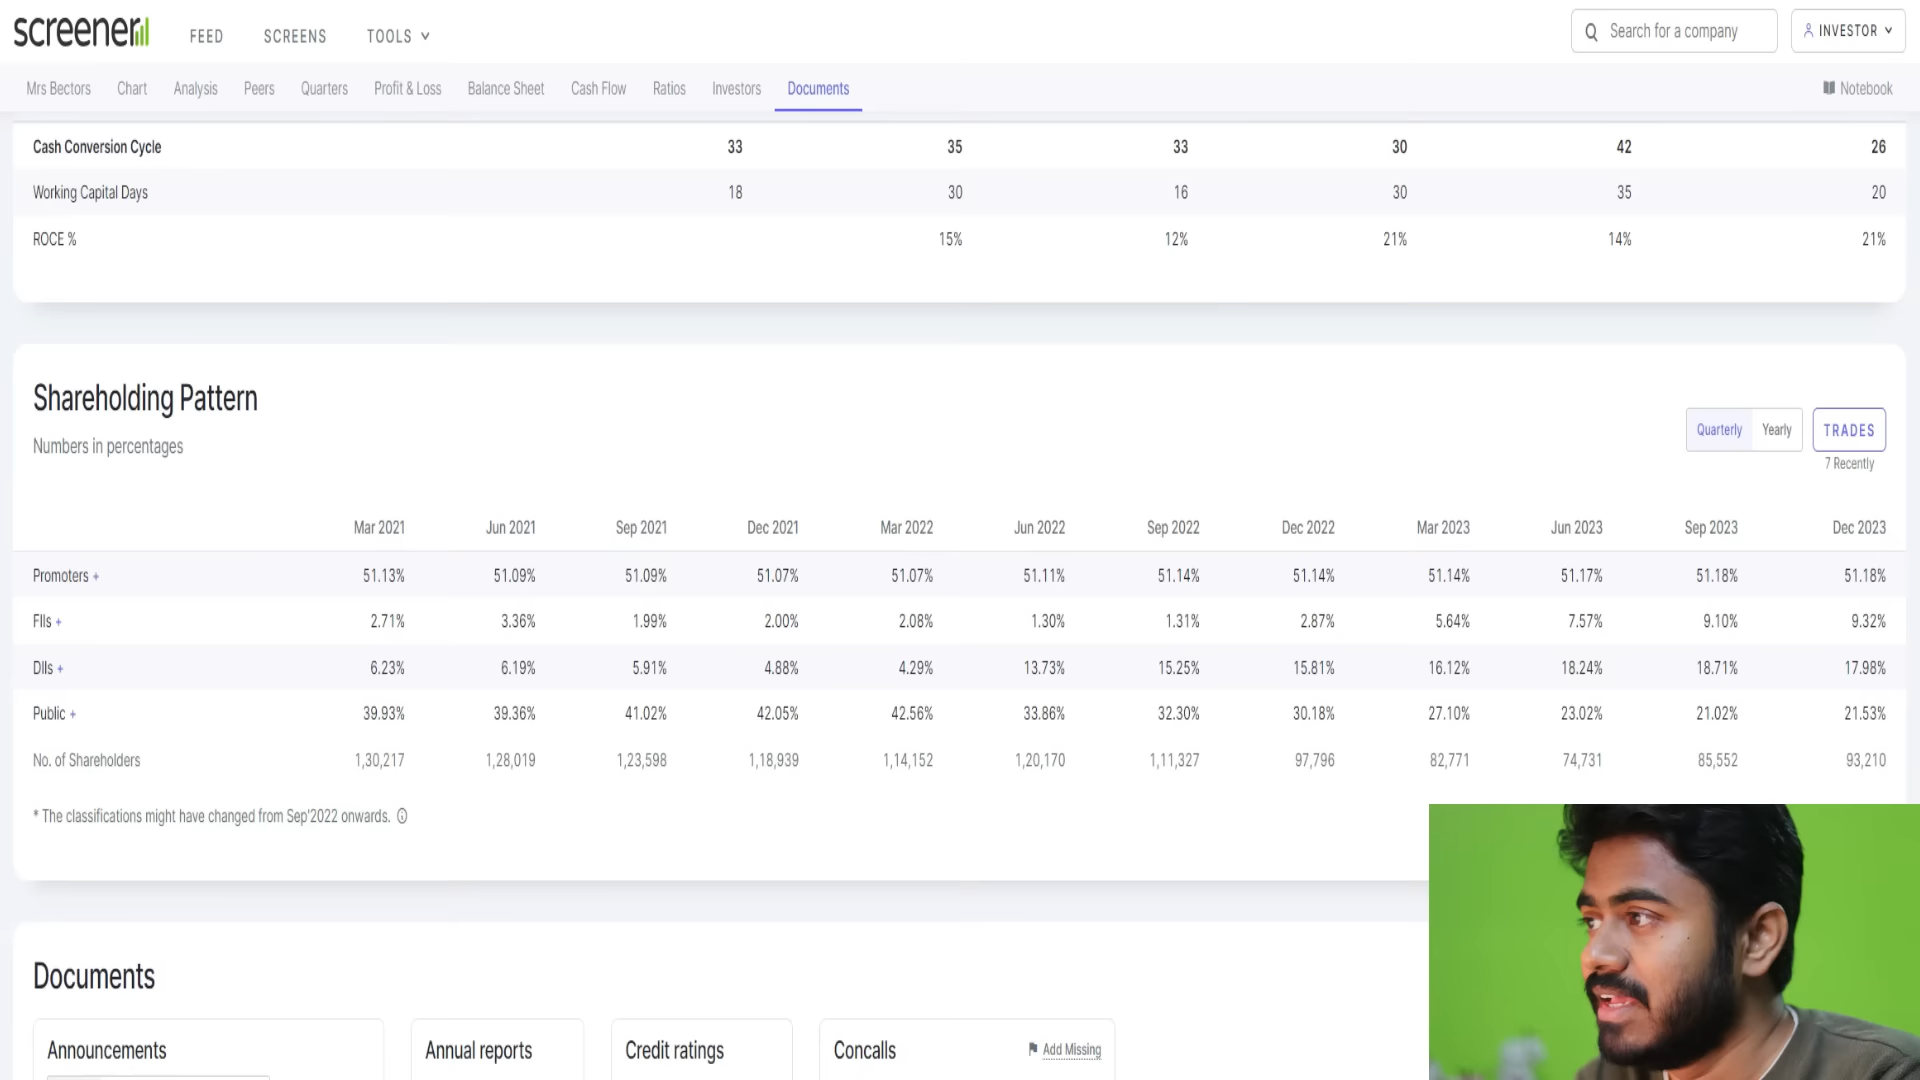 screener
FEED SCREENS TOOLS
Search for a company
INVESTOR
Mrs Bectors Chart Analysis Peers Quarters Profit & Loss Balance Sheet Cash Flow Ratios Investors Documents Notebook
Cash Conversion Cycle 33 35 33 30 42 26
Working Capital Days 18 30 16 30 35 20
ROCE % 15% 12% 21% 14% 21%
Shareholding Pattern
Numbers in percentages
Quarterly Yearly TRADES
7 Recently
Mar 2021 Jun 2021 Sep 2021 Dec 2021 Mar 2022 Jun 2022 Sep 2022 Dec 2022 Mar 2023 Jun 2023 Sep 2023 Dec 2023
Promoters + 51.13% 51.09% 51.09% 51.07% 51.07% 51.11% 51.14% 51.14% 51.14% 51.17% 51.18% 51.18%
FIIs + 2.71% 3.36% 1.99% 2.00% 2.08% 1.30% 1.31% 2.87% 5.64% 7.57% 9.10% 9.32%
DIIs + 6.23% 6.19% 5.91% 4.88% 4.29% 13.73% 15.25% 15.81% 16.12% 18.24% 18.71% 17.98%
Public + 39.93% 39.36% 41.02% 42.05% 42.56% 33.86% 32.30% 30.18% 27.10% 23.02% 21.02% 21.53%
No. of Shareholders 1,30,217 1,28,019 1,23,598 1,18,939 1,14,152 1,20,170 1,11,327 97,796 82,771 74,731 85,552 93,210
* The classifications might have changed from Sep'2022 onwards.
Documents
Announcements Annual reports Credit ratings Concalls Add Missing